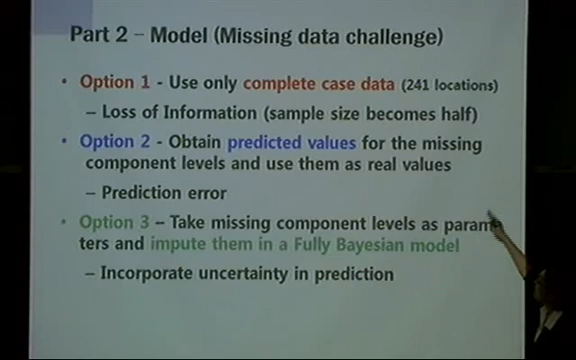 Part 2 – Model (Missing data challenge)
• Option 1 - Use only complete case data (241 locations)
– Loss of Information (sample size becomes half)
• Option 2 - Obtain predicted values for the missing
component levels and use them as real values
– Prediction error
• Option 3 – Take missing component levels as param
ters and impute them in a Fully Bayesian model
– Incorporate uncertainty in prediction